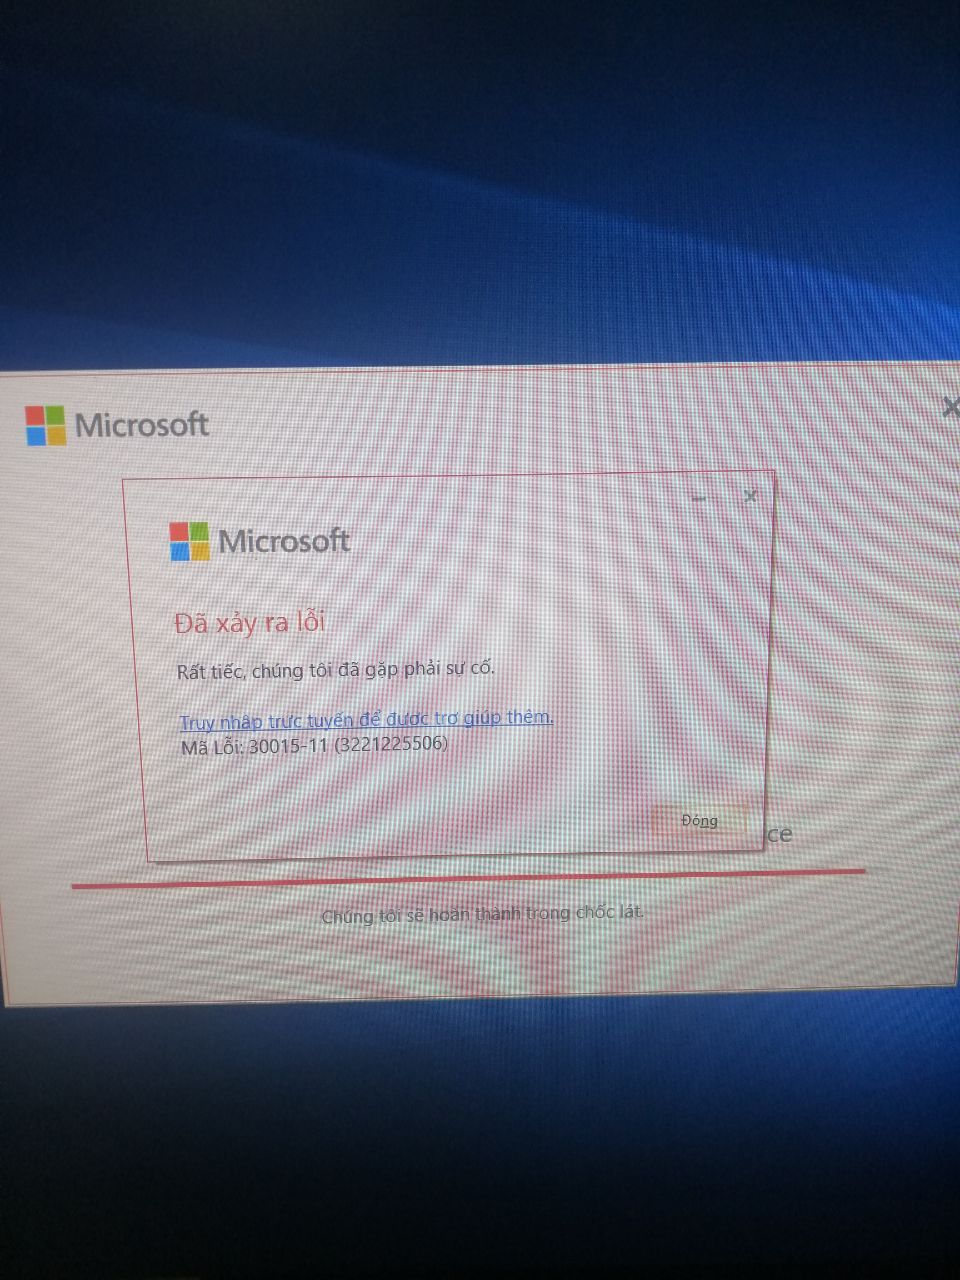 Microsoft
Microsoft
Đã xảy ra lỗi
Rất tiếc, chúng tôi đã gặp phải sự cố.
Truy nhập trực tuyến để được trợ giúp thêm.
Mã Lỗi: 30015-11 (3221225506)
Đóng
ce
Chúng tôi sẽ hoàn thành trong chốc lát.